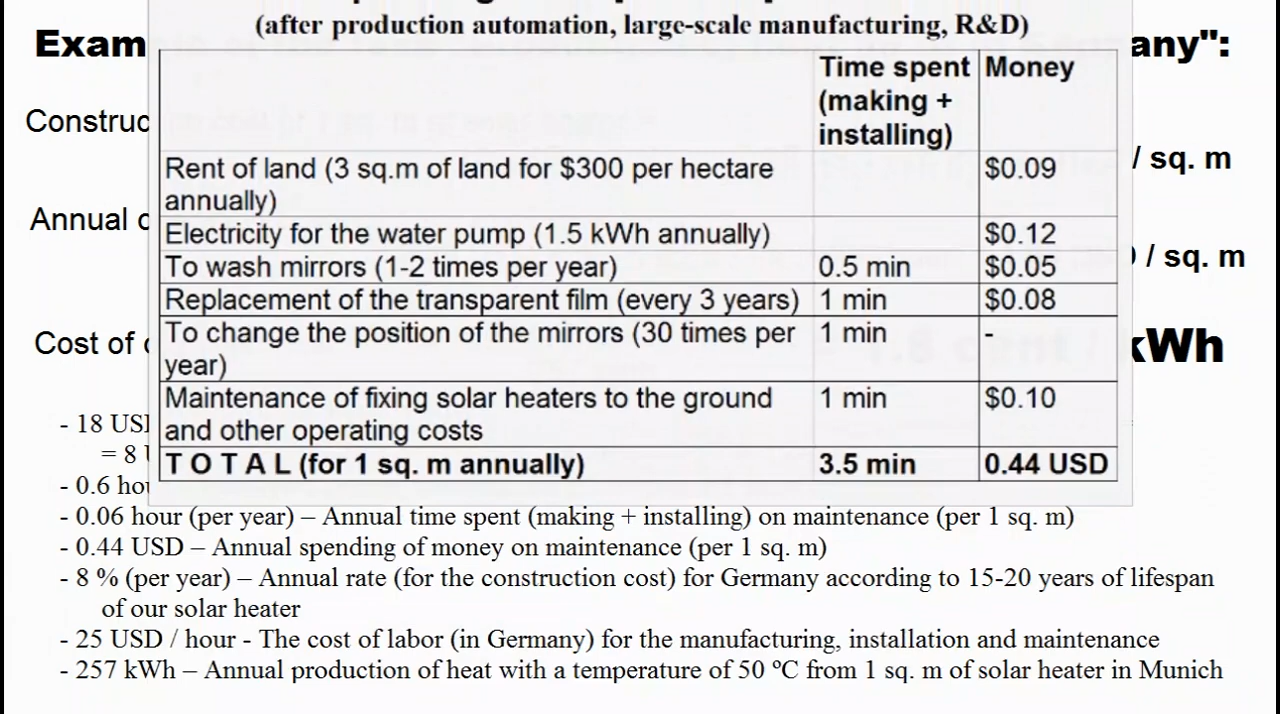 (after production automation, large-scale manufacturing, R&D)
Exam any":
Time spent Money
(making +
installing)
Construc / sq. m
Rent of land (3 sq.m of land for $300 per hectare $0.09
annually)
Annual c
Electricity for the water pump (1.5 kWh annually) $0.12
/ sq. m
To wash mirrors (1-2 times per year) 0.5 min $0.05
Replacement of the transparent film (every 3 years) 1 min $0.08
To change the position of the mirrors (30 times per 1 min -
year)
Cost of kWh
Maintenance of fixing solar heaters to the ground 1 min $0.10
and other operating costs
- 18 USD
= 8
T O T A L (for 1 sq. m annually) 3.5 min 0.44 USD
- 0.6 hou
- 0.06 hour (per year) – Annual time spent (making + installing) on maintenance (per 1 sq. m)
- 0.44 USD – Annual spending of money on maintenance (per 1 sq. m)
- 8 % (per year) – Annual rate (for the construction cost) for Germany according to 15-20 years of lifespan
of our solar heater
- 25 USD / hour - The cost of labor (in Germany) for the manufacturing, installation and maintenance
- 257 kWh – Annual production of heat with a temperature of 50 ºC from 1 sq. m of solar heater in Munich